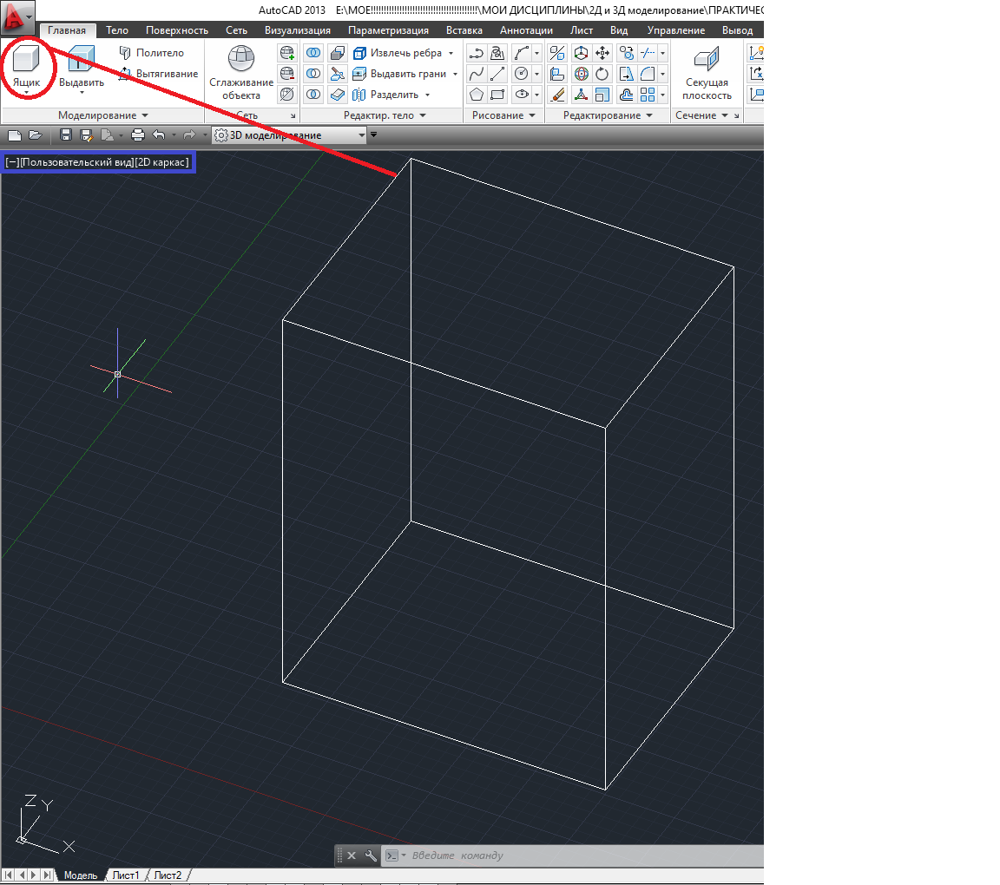 AutoCAD 2013 E:\МОЕ!!!!!!!!!!!!!!!!!!!!!!!!!!!!!!!!!!!!!!!!\МОИ ДИСЦИПЛИНЫ\2Д и 3Д моделирование\ПРАКТИЧЕС
Главная Тело Поверхность Сеть Визуализация Параметризация Вставка Аннотации Лист Вид Управление Вывод
Политело Извлечь ребра
Ящик Выдавить Вытягивание Сглаживание объекта Выдавить грани Секущая плоскость
Разделить
Моделирование Сеть Редактир. тело Рисование Редактирование Сечение
3D моделирование
[−][Пользовательский вид][2D каркас]
Z Y
X
Введите команду
Модель Лист1 Лист2